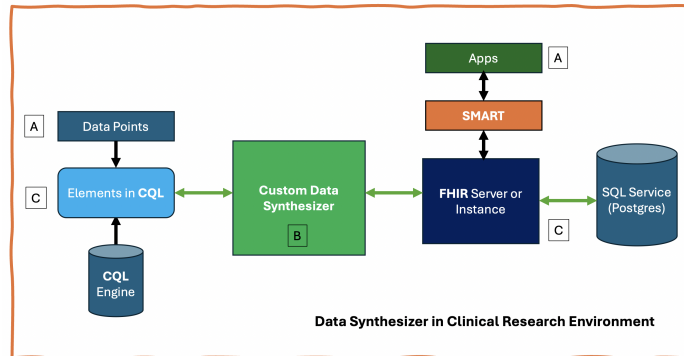 Apps
A
SMART
A
Data Points
C
Elements in CQL
Custom Data
Synthesizer
B
FHIR Server or
Instance
C
SQL Service
(Postgres)
CQL
Engine
Data Synthesizer in Clinical Research Environment